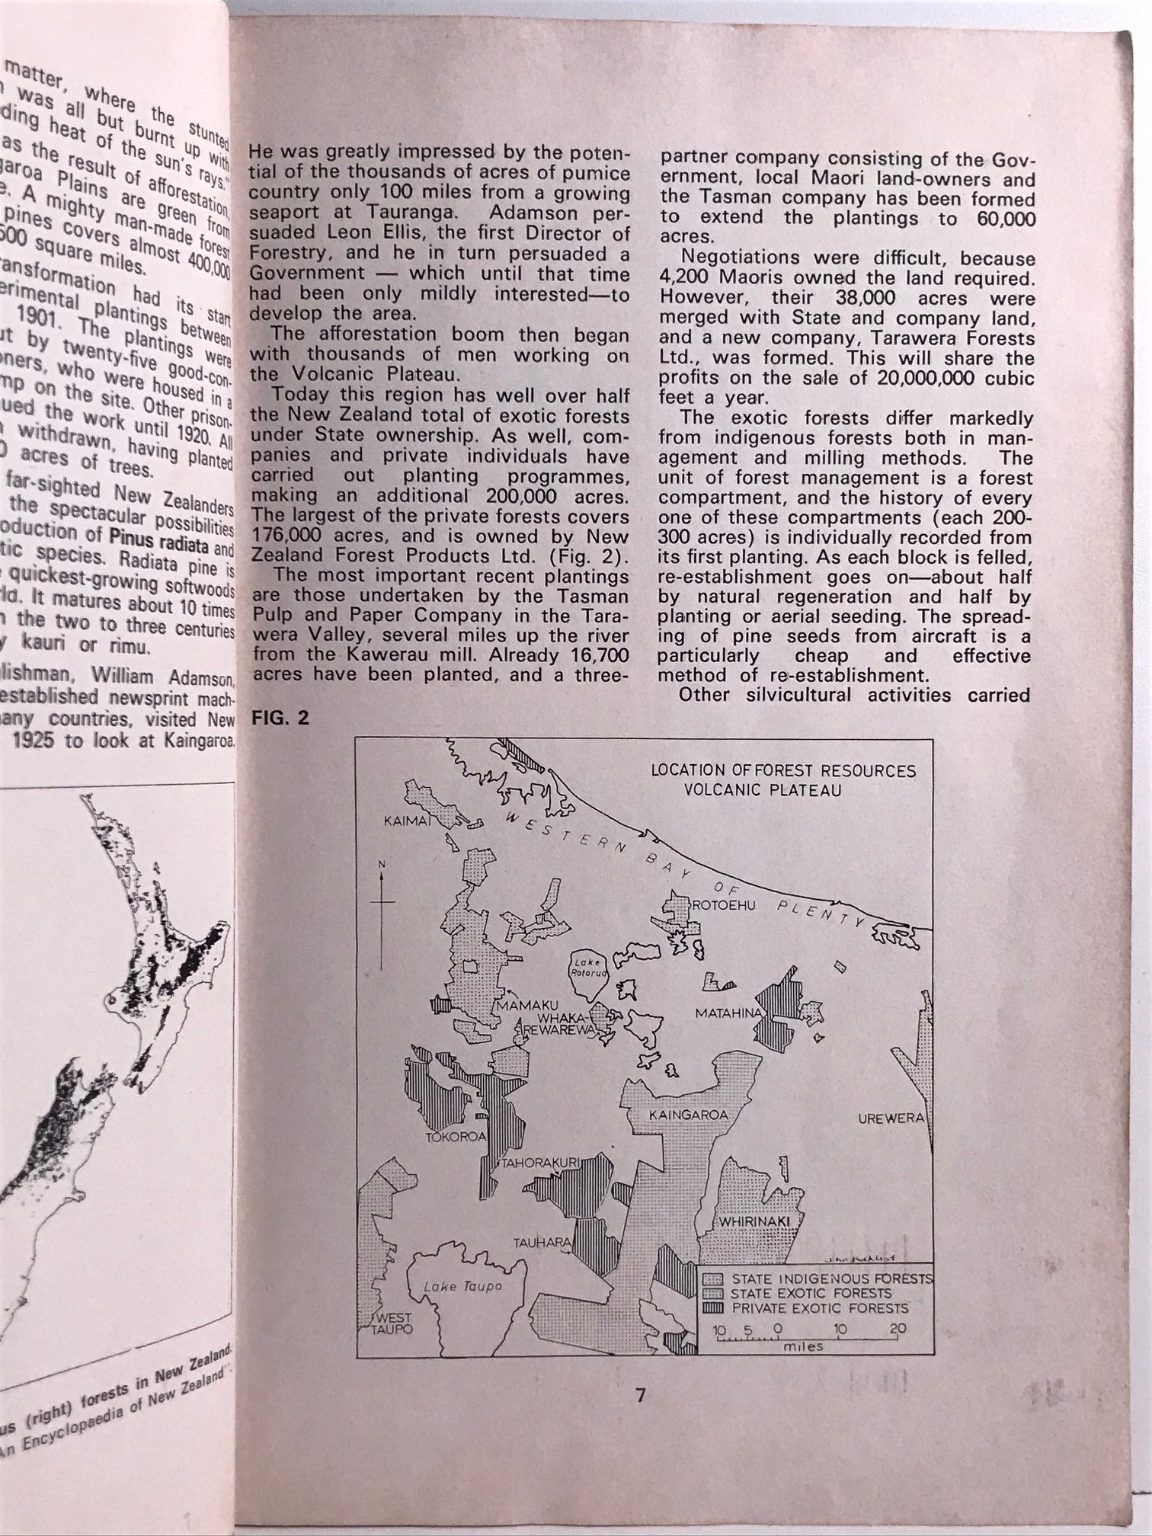 matter, where the stunted
was all but burnt up with
ding heat of the sun's rays."
as the result of afforestation,
garoa Plains are green from
e. A mighty man-made forest
pines covers almost 400,000
600 square miles.
ansformation had its start
erimental plantings between
1901. The plantings were
ut by twenty-five good-con-
oners, who were housed in a
mp on the site. Other prison-
ued the work until 1920. All
withdrawn, having planted
0 acres of trees.
far-sighted New Zealanders
the spectacular possibilities
oduction of Pinus radiata and
tic species. Radiata pine is
quickest-growing softwoods
ld. It matures about 10 times
the two to three centuries
y kauri or rimu.
lishman, William Adamson,
established newsprint mach-
any countries, visited New
1925 to look at Kaingaroa.
us (right) forests in New Zealand.
An Encyclopaedia of New Zealand".
He was greatly impressed by the poten-
tial of the thousands of acres of pumice
country only 100 miles from a growing
seaport at Tauranga. Adamson per-
suaded Leon Ellis, the first Director of
Forestry, and he in turn persuaded a
Government — which until that time
had been only mildly interested—to
develop the area.
The afforestation boom then began
with thousands of men working on
the Volcanic Plateau.
Today this region has well over half
the New Zealand total of exotic forests
under State ownership. As well, com-
panies and private individuals have
carried out planting programmes,
making an additional 200,000 acres.
The largest of the private forests covers
176,000 acres, and is owned by New
Zealand Forest Products Ltd. (Fig. 2).
The most important recent plantings
are those undertaken by the Tasman
Pulp and Paper Company in the Tara-
wera Valley, several miles up the river
from the Kawerau mill. Already 16,700
acres have been planted, and a three-
partner company consisting of the Gov-
ernment, local Maori land-owners and
the Tasman company has been formed
to extend the plantings to 60,000
acres.
Negotiations were difficult, because
4,200 Maoris owned the land required.
However, their 38,000 acres were
merged with State and company land,
and a new company, Tarawera Forests
Ltd., was formed. This will share the
profits on the sale of 20,000,000 cubic
feet a year.
The exotic forests differ markedly
from indigenous forests both in man-
agement and milling methods. The
unit of forest management is a forest
compartment, and the history of every
one of these compartments (each 200-
300 acres) is individually recorded from
its first planting. As each block is felled,
re-establishment goes on—about half
by natural regeneration and half by
planting or aerial seeding. The spread-
ing of pine seeds from aircraft is a
particularly cheap and effective
method of re-establishment.
Other silvicultural activities carried
FIG. 2
LOCATION OF FOREST RESOURCES
VOLCANIC PLATEAU
KAIMAI
WESTERN BAY OF PLENTY
N
ROTOEHU
Lake
Rotorua
MAMAKU
WHAKA-
REWAREWA
MATAHINA
KAINGAROA
UREWERA
TOKOROA
TAHORAKURI
WHIRINAKI
TAUHARA
Lake Taupo
WEST
TAUPO
STATE INDIGENOUS FORESTS
STATE EXOTIC FORESTS
PRIVATE EXOTIC FORESTS
10 5 0 10 20
miles
7